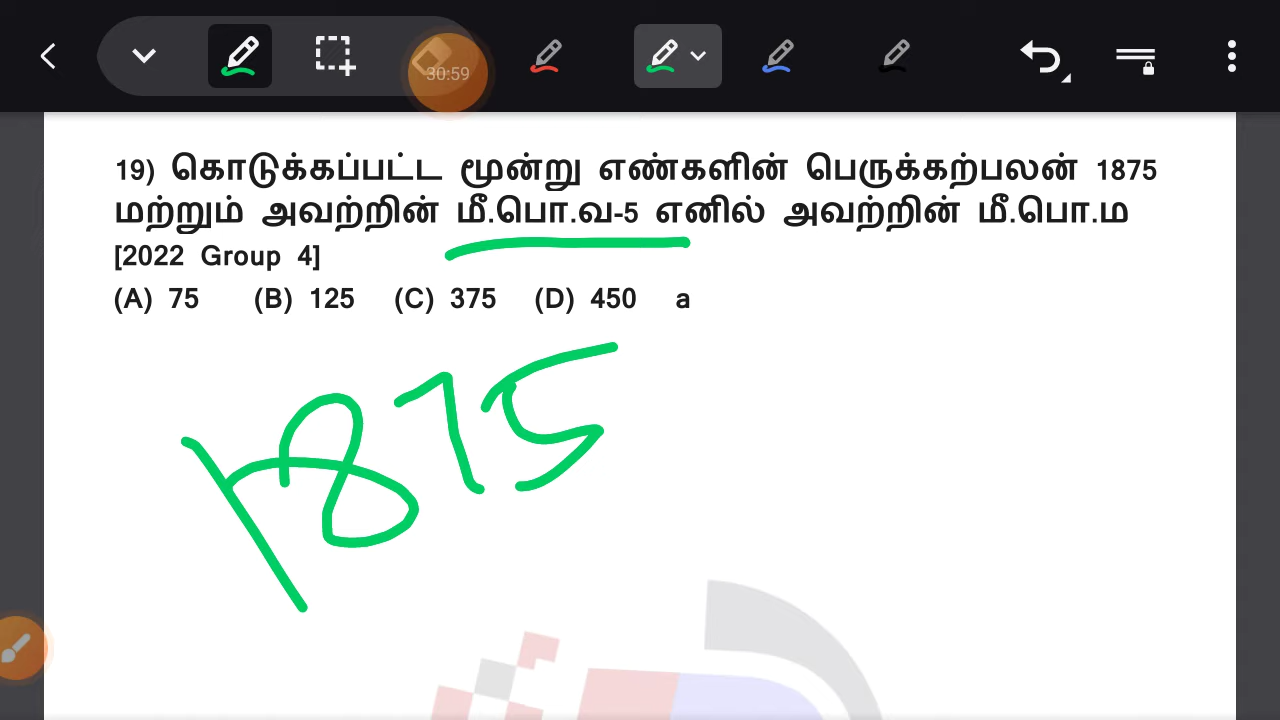 30:59
19) கொடுக்கப்பட்ட மூன்று எண்களின் பெருக்கற்பலன் 1875
மற்றும் அவற்றின் மீ.பொ.வ-5 எனில் அவற்றின் மீ.பொ.ம
[2022 Group 4]
(A) 75 (B) 125 (C) 375 (D) 450 a
1875